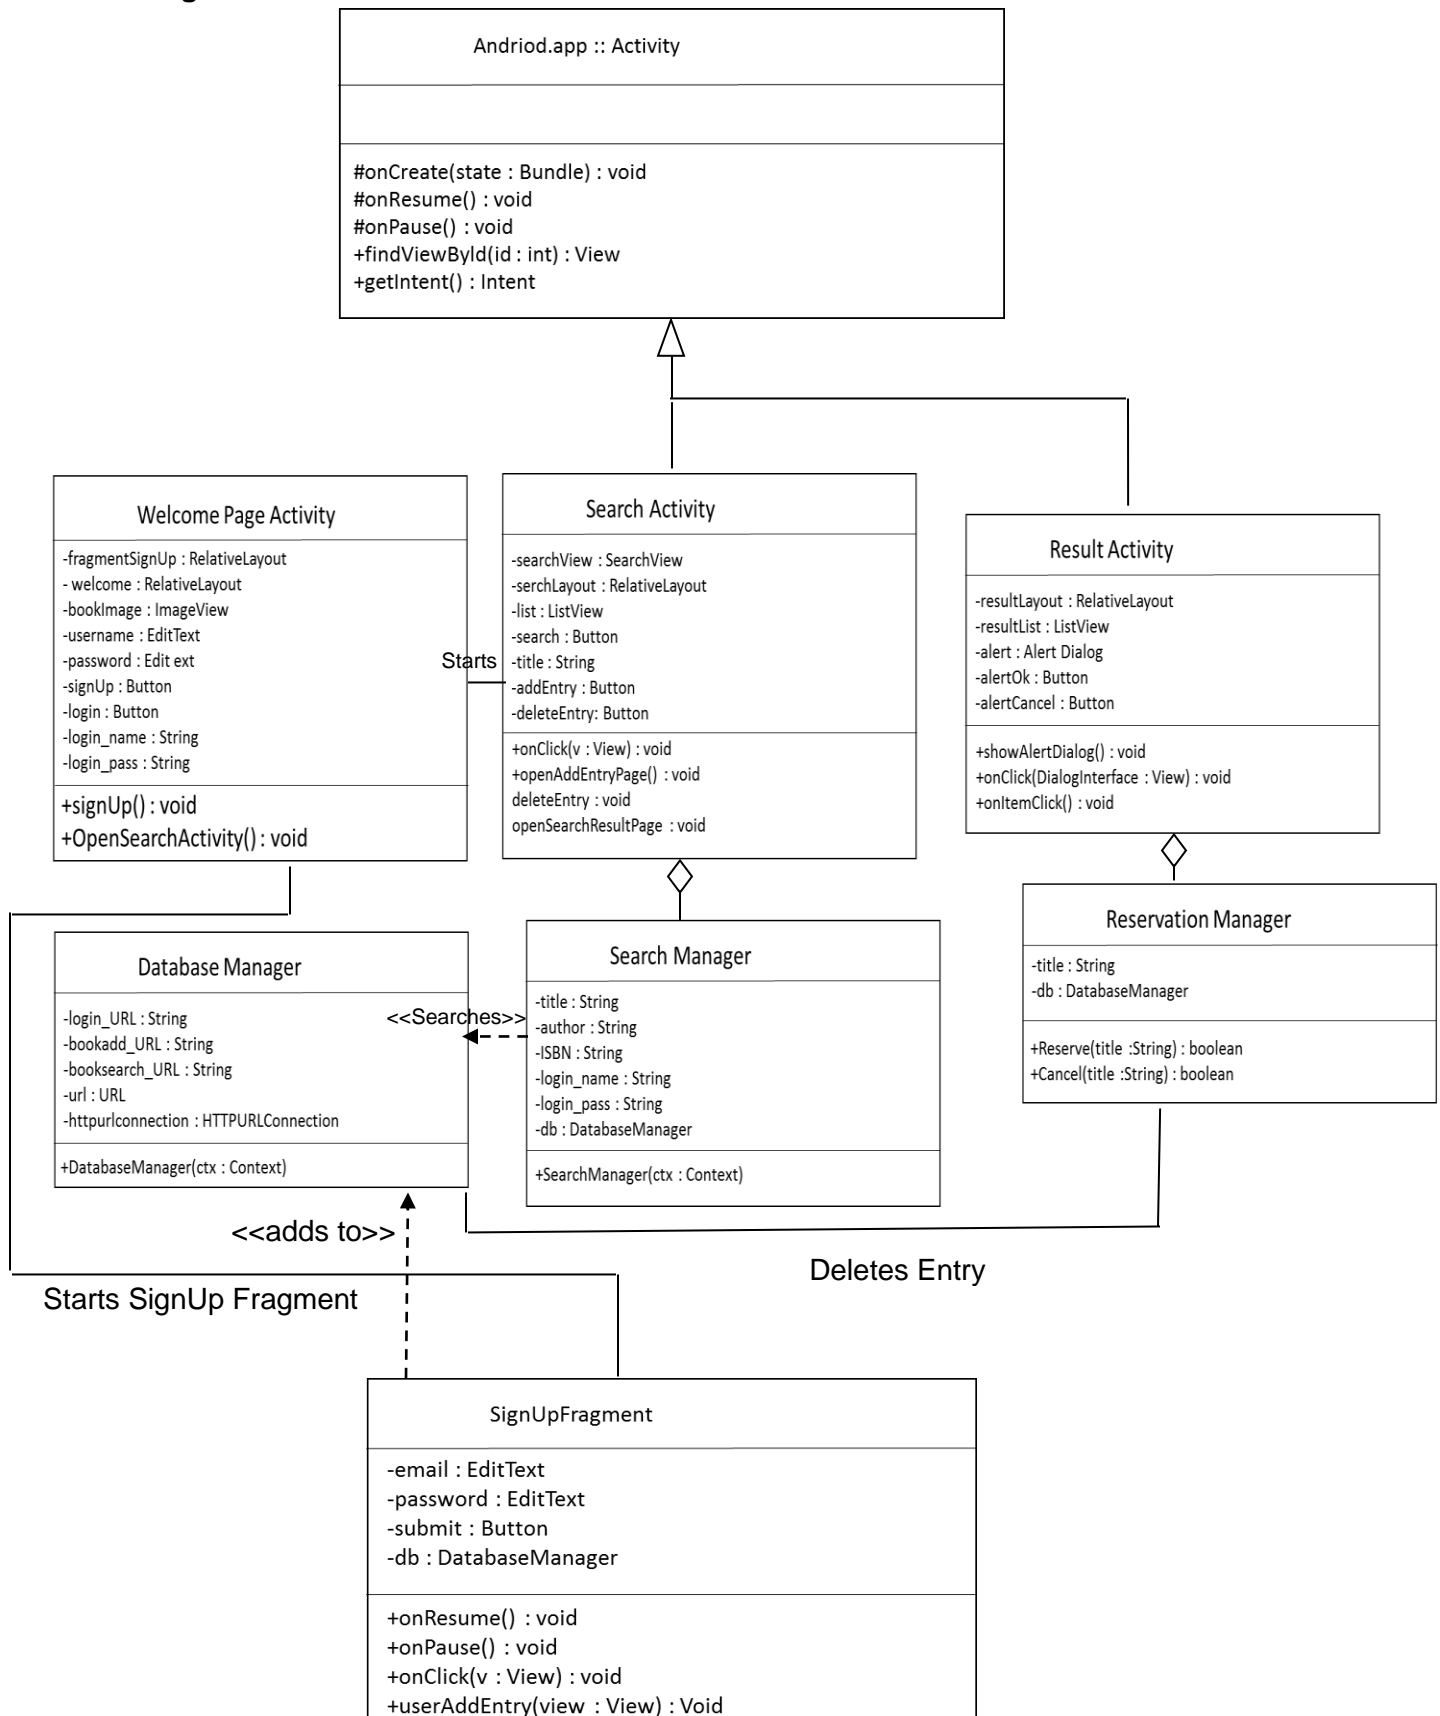 Andriod.app :: Activity
#onCreate(state : Bundle) : void
#onResume() : void
#onPause() : void
+findViewById(id : int) : View
+getIntent() : Intent
Welcome Page Activity
-fragmentSignUp : RelativeLayout
- welcome : RelativeLayout
-bookImage : ImageView
-username : EditText
-password : Edit ext
-signUp : Button
-login : Button
-login_name : String
-login_pass : String
+signUp() : void
+OpenSearchActivity() : void
Starts
Search Activity
-searchView : SearchView
-serchLayout : RelativeLayout
-list : ListView
-search : Button
-title : String
-addEntry : Button
-deleteEntry: Button
+onClick(v : View) : void
+openAddEntryPage() : void
deleteEntry : void
openSearchResultPage : void
Result Activity
-resultLayout : RelativeLayout
-resultList : ListView
-alert : Alert Dialog
-alertOk : Button
-alertCancel : Button
+showAlertDialog() : void
+onClick(DialogInterface : View) : void
+onItemClick() : void
Database Manager
-login_URL : String
-bookadd_URL : String
-booksearch_URL : String
-url : URL
-httpurlconnection : HTTPURLConnection
+DatabaseManager(ctx : Context)
<<Searches>>
Search Manager
-title : String
-author : String
-ISBN : String
-login_name : String
-login_pass : String
-db : DatabaseManager
+SearchManager(ctx : Context)
Reservation Manager
-title : String
-db : DatabaseManager
+Reserve(title :String) : boolean
+Cancel(title :String) : boolean
<<adds to>>
Deletes Entry
Starts SignUp Fragment
SignUpFragment
-email : EditText
-password : EditText
-submit : Button
-db : DatabaseManager
+onResume() : void
+onPause() : void
+onClick(v : View) : void
+userAddEntry(view : View) : Void